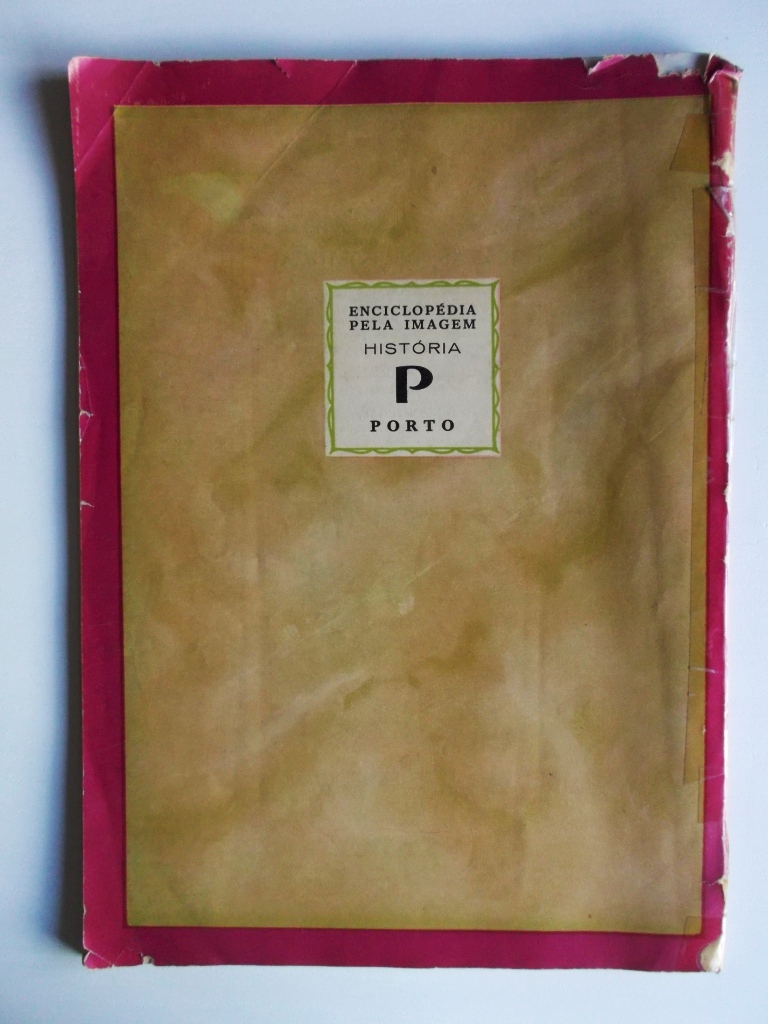 ENCICLOPÉDIA
PELA IMAGEM
HISTÓRIA
P
PORTO